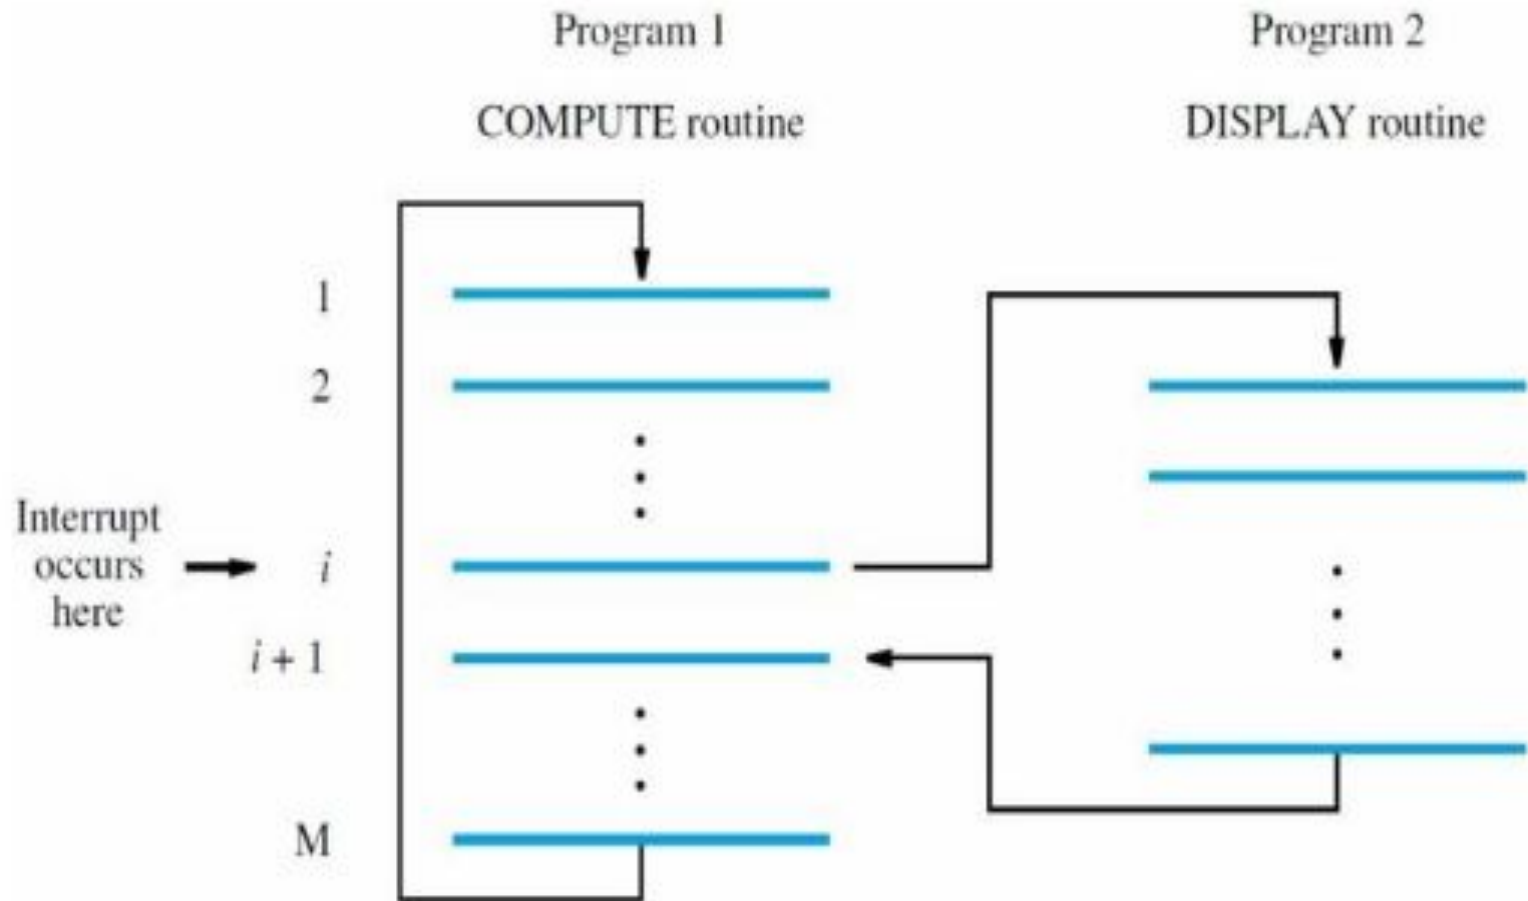 Program 1
Program 2
COMPUTE routine
DISPLAY routine
1
2
Interrupt
occurs
here
i
i + 1
M